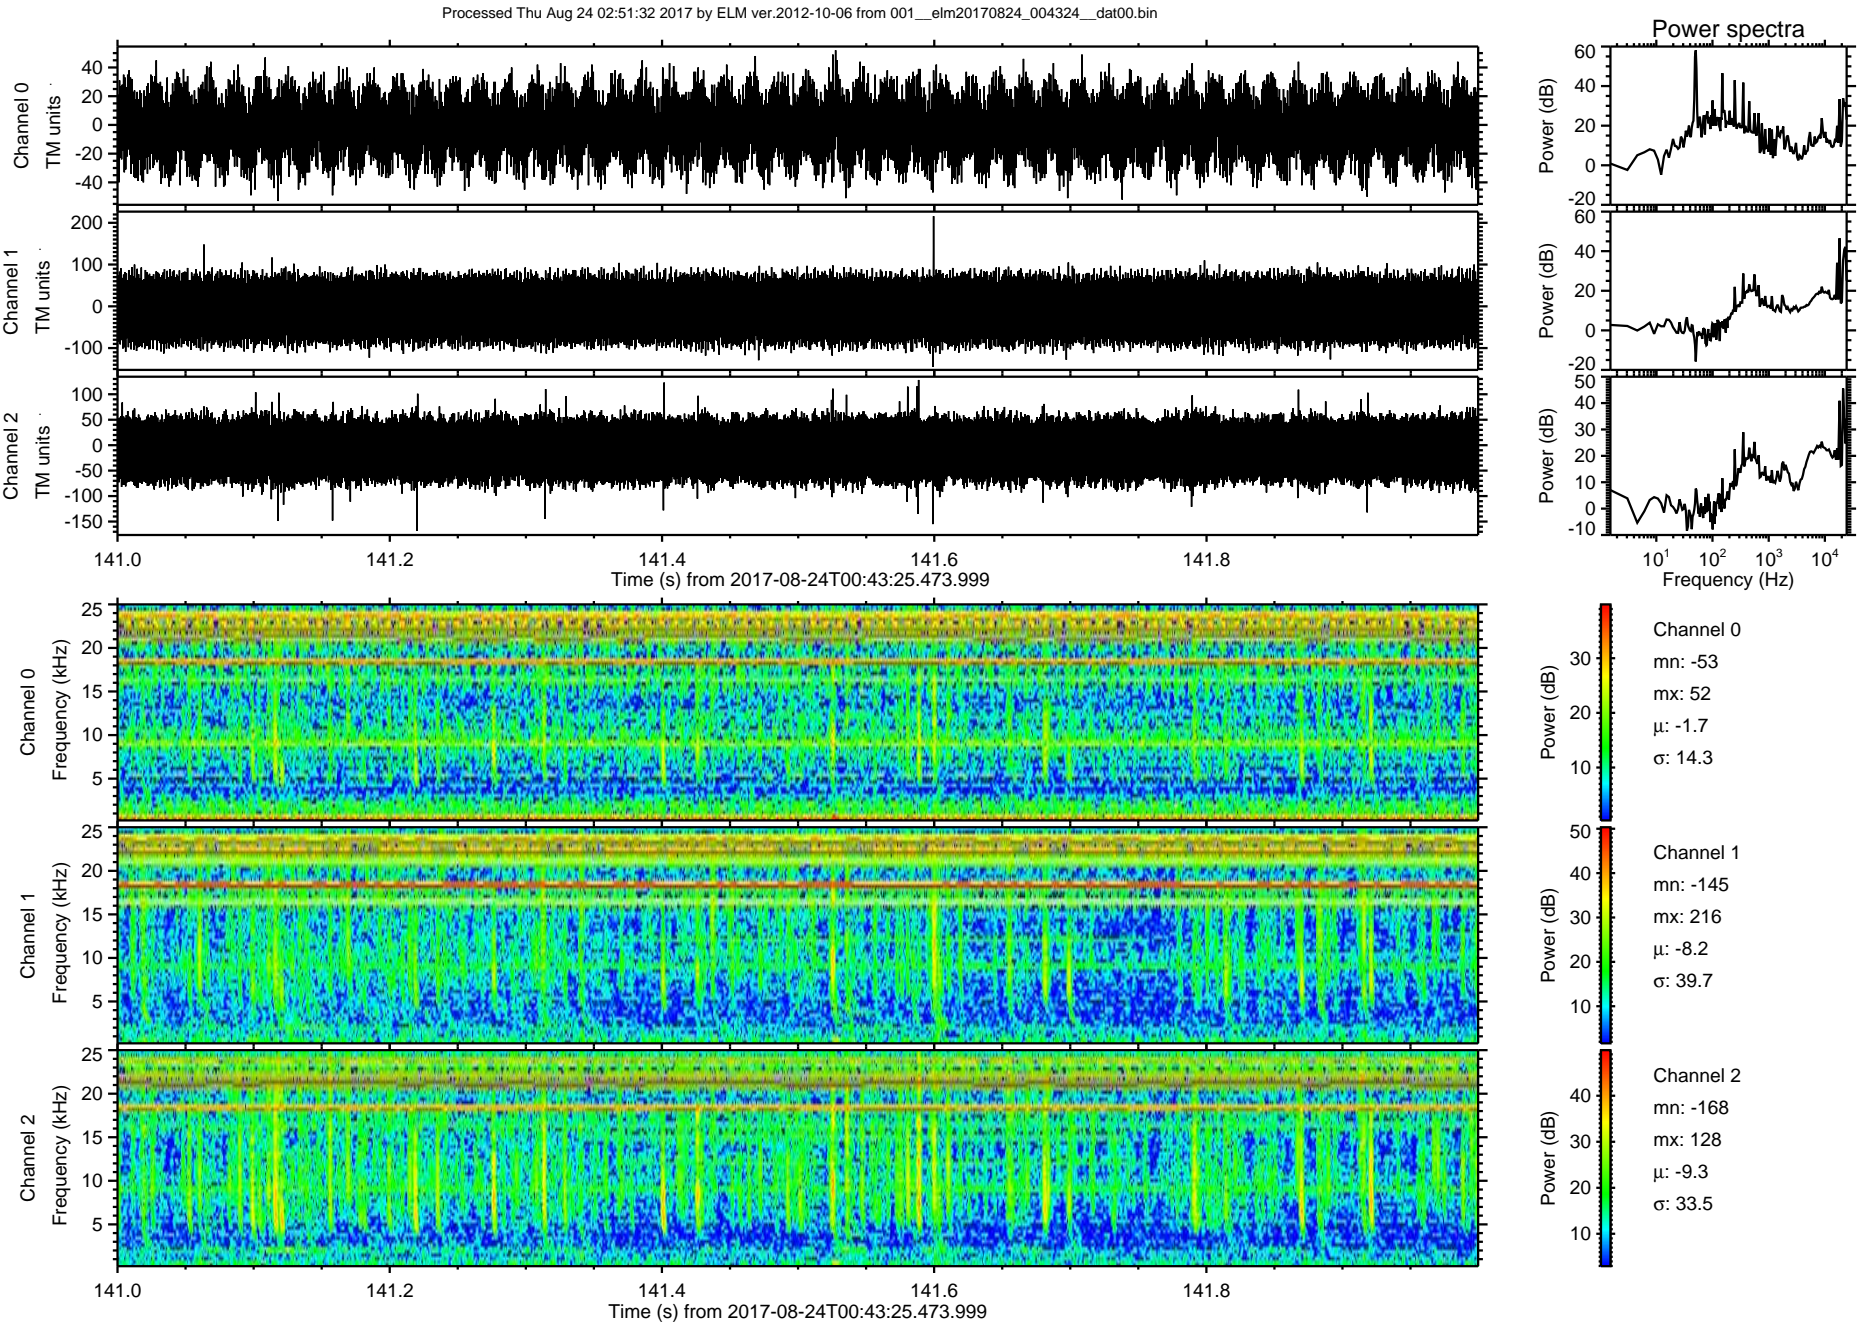 Processed Thu Aug 24 02:51:32 2017 by ELM ver.2012-10-06 from 001__elm20170824_004324__dat00.bin
Power spectra
Channel 0
TM units
40
20
0
-20
-40
Power (dB)
60
40
20
0
-20
Channel 1
TM units
200
100
0
-100
Power (dB)
60
40
20
0
-20
Channel 2
TM units
100
50
0
-50
-100
-150
Power (dB)
50
40
30
20
10
0
-10
141.0 141.2 141.4 141.6 141.8
Time (s) from 2017-08-24T00:43:25.473.999
10¹ 10² 10³ 10⁴
Frequency (Hz)
Channel 0
Frequency (kHz)
25
20
15
10
5
Power (dB)
30
20
10
Channel 0
mn: -53
mx: 52
μ: -1.7
σ: 14.3
Channel 1
Frequency (kHz)
25
20
15
10
5
Power (dB)
50
40
30
20
10
Channel 1
mn: -145
mx: 216
μ: -8.2
σ: 39.7
Channel 2
Frequency (kHz)
25
20
15
10
5
Power (dB)
40
30
20
10
Channel 2
mn: -168
mx: 128
μ: -9.3
σ: 33.5
141.0 141.2 141.4 141.6 141.8
Time (s) from 2017-08-24T00:43:25.473.999